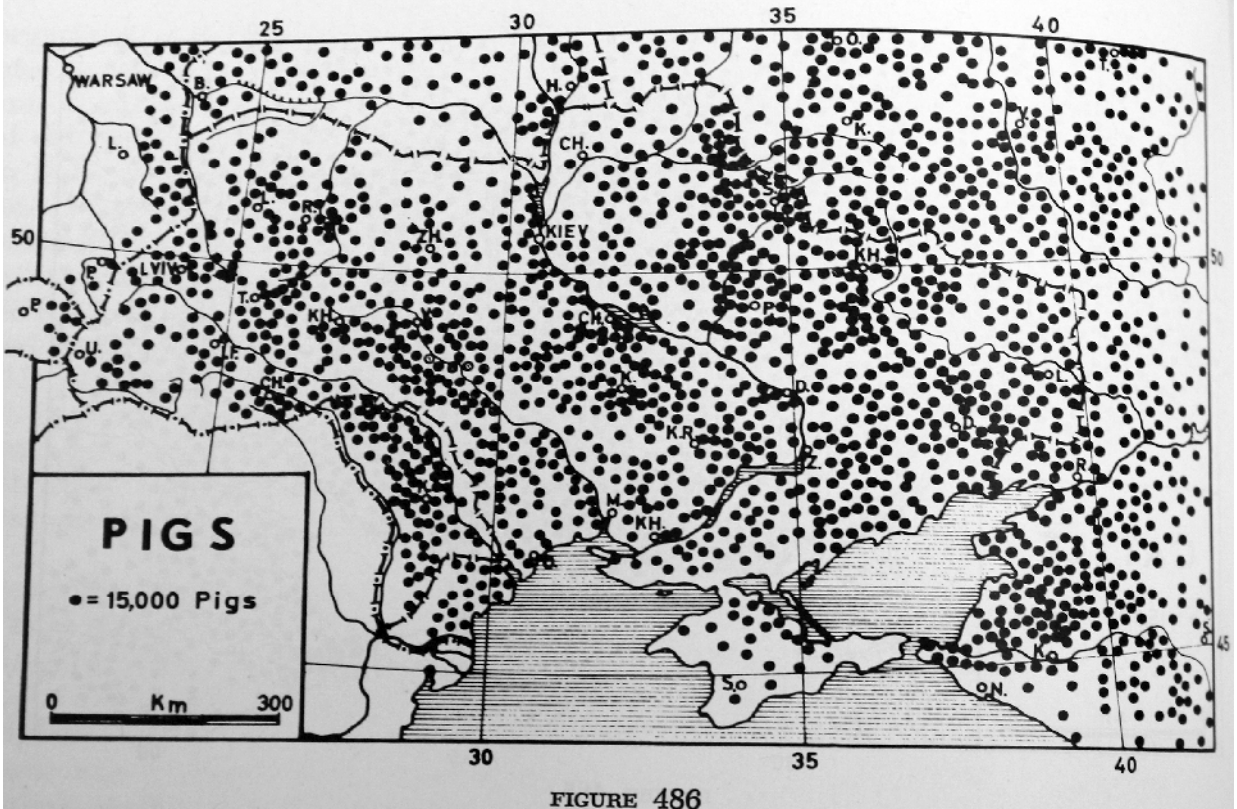 25 30 35 40
WARSAW
B.
H.
O.
T.
L.
CH.
K.
V.
L.
R.
S.
50
ZH.
KIEV
KH.
50
P.
LVIV
T.
KH.
V.
CH.
P.
P.
U.
I.F.
CH.
K.
D.
L.
K.R.
D.
Z.
R.
K.
M.
KH.
O.
PIGS
● = 15,000 Pigs
0 Km 300
S.
K.
N.
S.
45
30 35 40
FIGURE 486